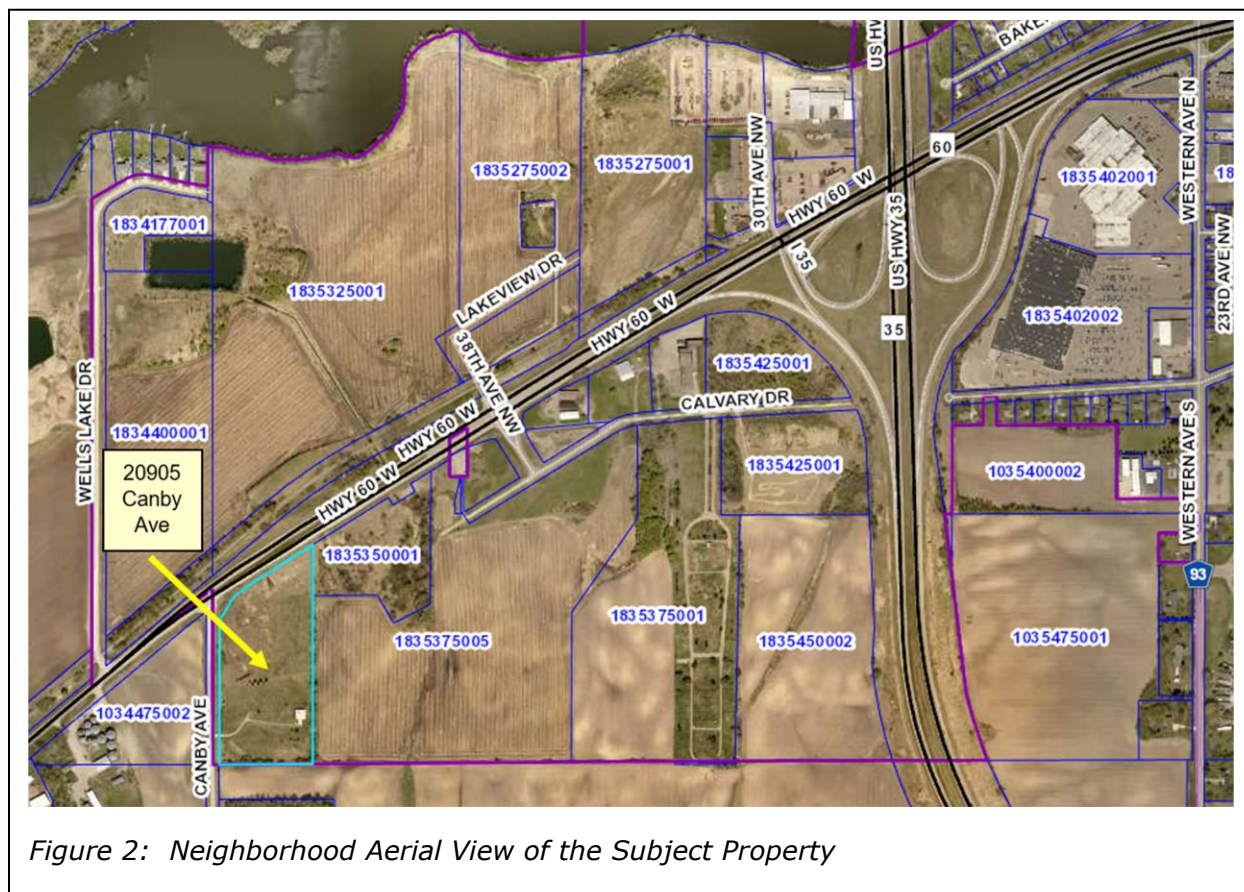 US HW
BAKE
WESTERN AVE N
60
1835275002
1835275001
30TH AVE NW
HWY 60 W
1835402001
18
1834177001
I 35
US HWY 35
23RD AVE NW
LAKEVIEW DR
1835325001
HWY 60 W
35
1835402002
38TH AVE NW
1835425001
CALVARY DR
WELLS LAKE DR
1834400001
HWY 60 W
1835425001
1035400002
WESTERN AVE S
HWY 60 W
20905
Canby
Ave
1835350001
93
1835375005
1835375001
1835450002
1035475001
1034475002
CANBY AVE
Figure 2: Neighborhood Aerial View of the Subject Property